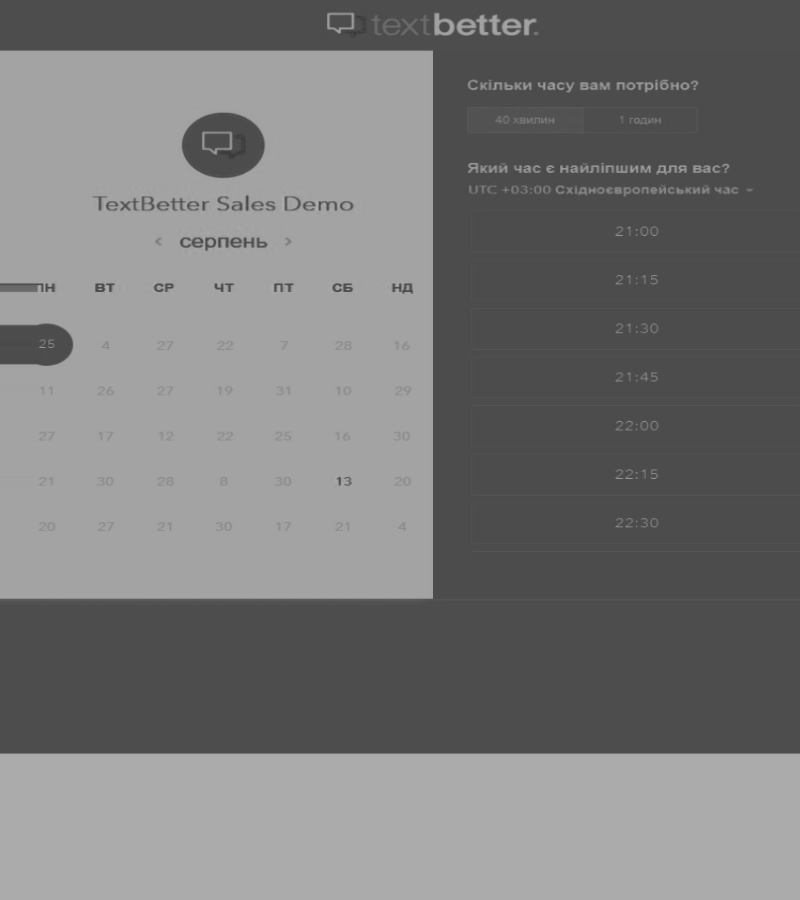 textbetter.
TextBetter Sales Demo
< серпень >
ПН ВТ СР ЧТ ПТ СБ НД
25 4 27 22 7 28 16
11 26 27 19 31 10 29
27 17 12 22 25 16 30
21 30 28 8 30 13 20
20 27 21 30 17 21 4
Скільки часу вам потрібно?
40 хвилин 1 годин
Який час є найліпшим для вас?
UTC +03:00 Східноєвропейський час
21:00
21:15
21:30
21:45
22:00
22:15
22:30